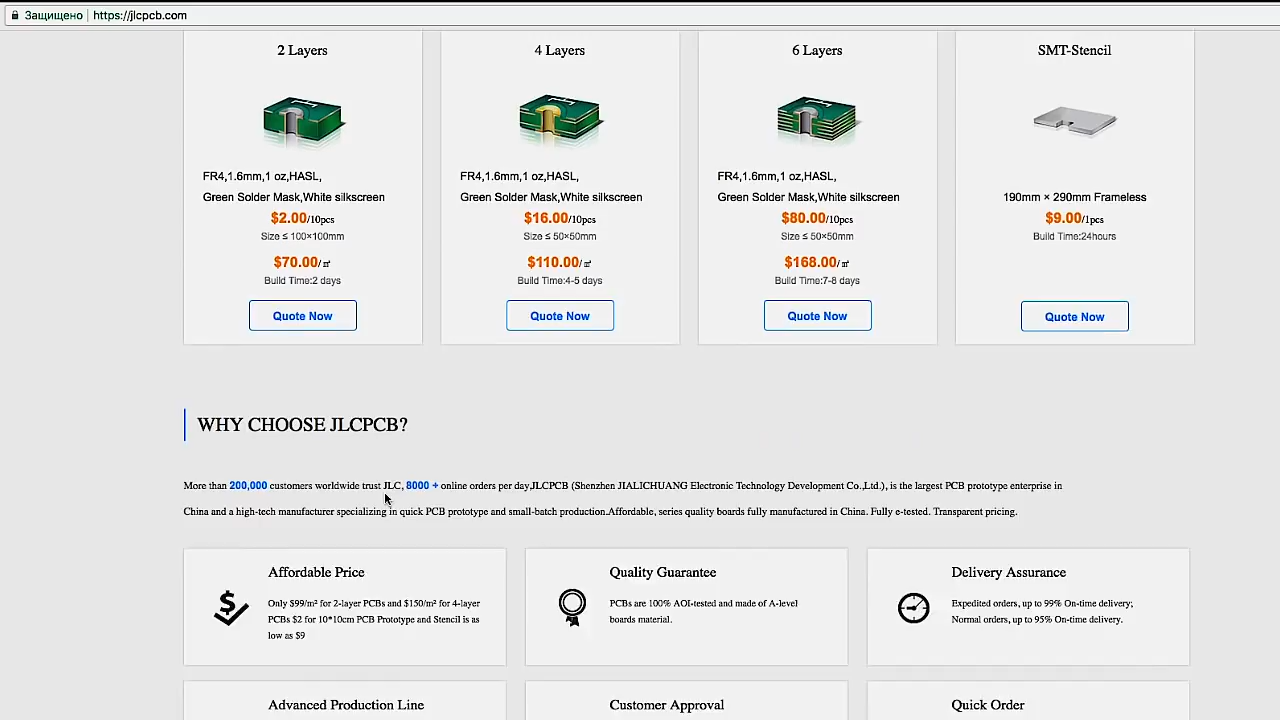 Защищено https://jlcpcb.com
2 Layers
FR4,1.6mm,1 oz,HASL,
Green Solder Mask,White silkscreen
$2.00/10pcs
Size ≤ 100×100mm
$70.00/㎡
Build Time:2 days
Quote Now
4 Layers
FR4,1.6mm,1 oz,HASL,
Green Solder Mask,White silkscreen
$16.00/10pcs
Size ≤ 50×50mm
$110.00/㎡
Build Time:4-5 days
Quote Now
6 Layers
FR4,1.6mm,1 oz,HASL,
Green Solder Mask,White silkscreen
$80.00/10pcs
Size ≤ 50×50mm
$168.00/㎡
Build Time:7-8 days
Quote Now
SMT-Stencil
190mm × 290mm Frameless
$9.00/1pcs
Build Time:24hours
Quote Now
WHY CHOOSE JLCPCB?
More than 200,000 customers worldwide trust JLC, 8000 + online orders per day,JLCPCB (Shenzhen JIALICHUANG Electronic Technology Development Co.,Ltd.), is the largest PCB prototype enterprise in
China and a high-tech manufacturer specializing in quick PCB prototype and small-batch production.Affordable, series quality boards fully manufactured in China. Fully e-tested. Transparent pricing.
Affordable Price
Only $99/m² for 2-layer PCBs and $150/m² for 4-layer
PCBs $2 for 10*10cm PCB Prototype and Stencil is as
low as $9
Quality Guarantee
PCBs are 100% AOI-tested and made of A-level
boards material.
Delivery Assurance
Expedited orders, up to 99% On-time delivery;
Normal orders, up to 95% On-time delivery.
Advanced Production Line
Customer Approval
Quick Order